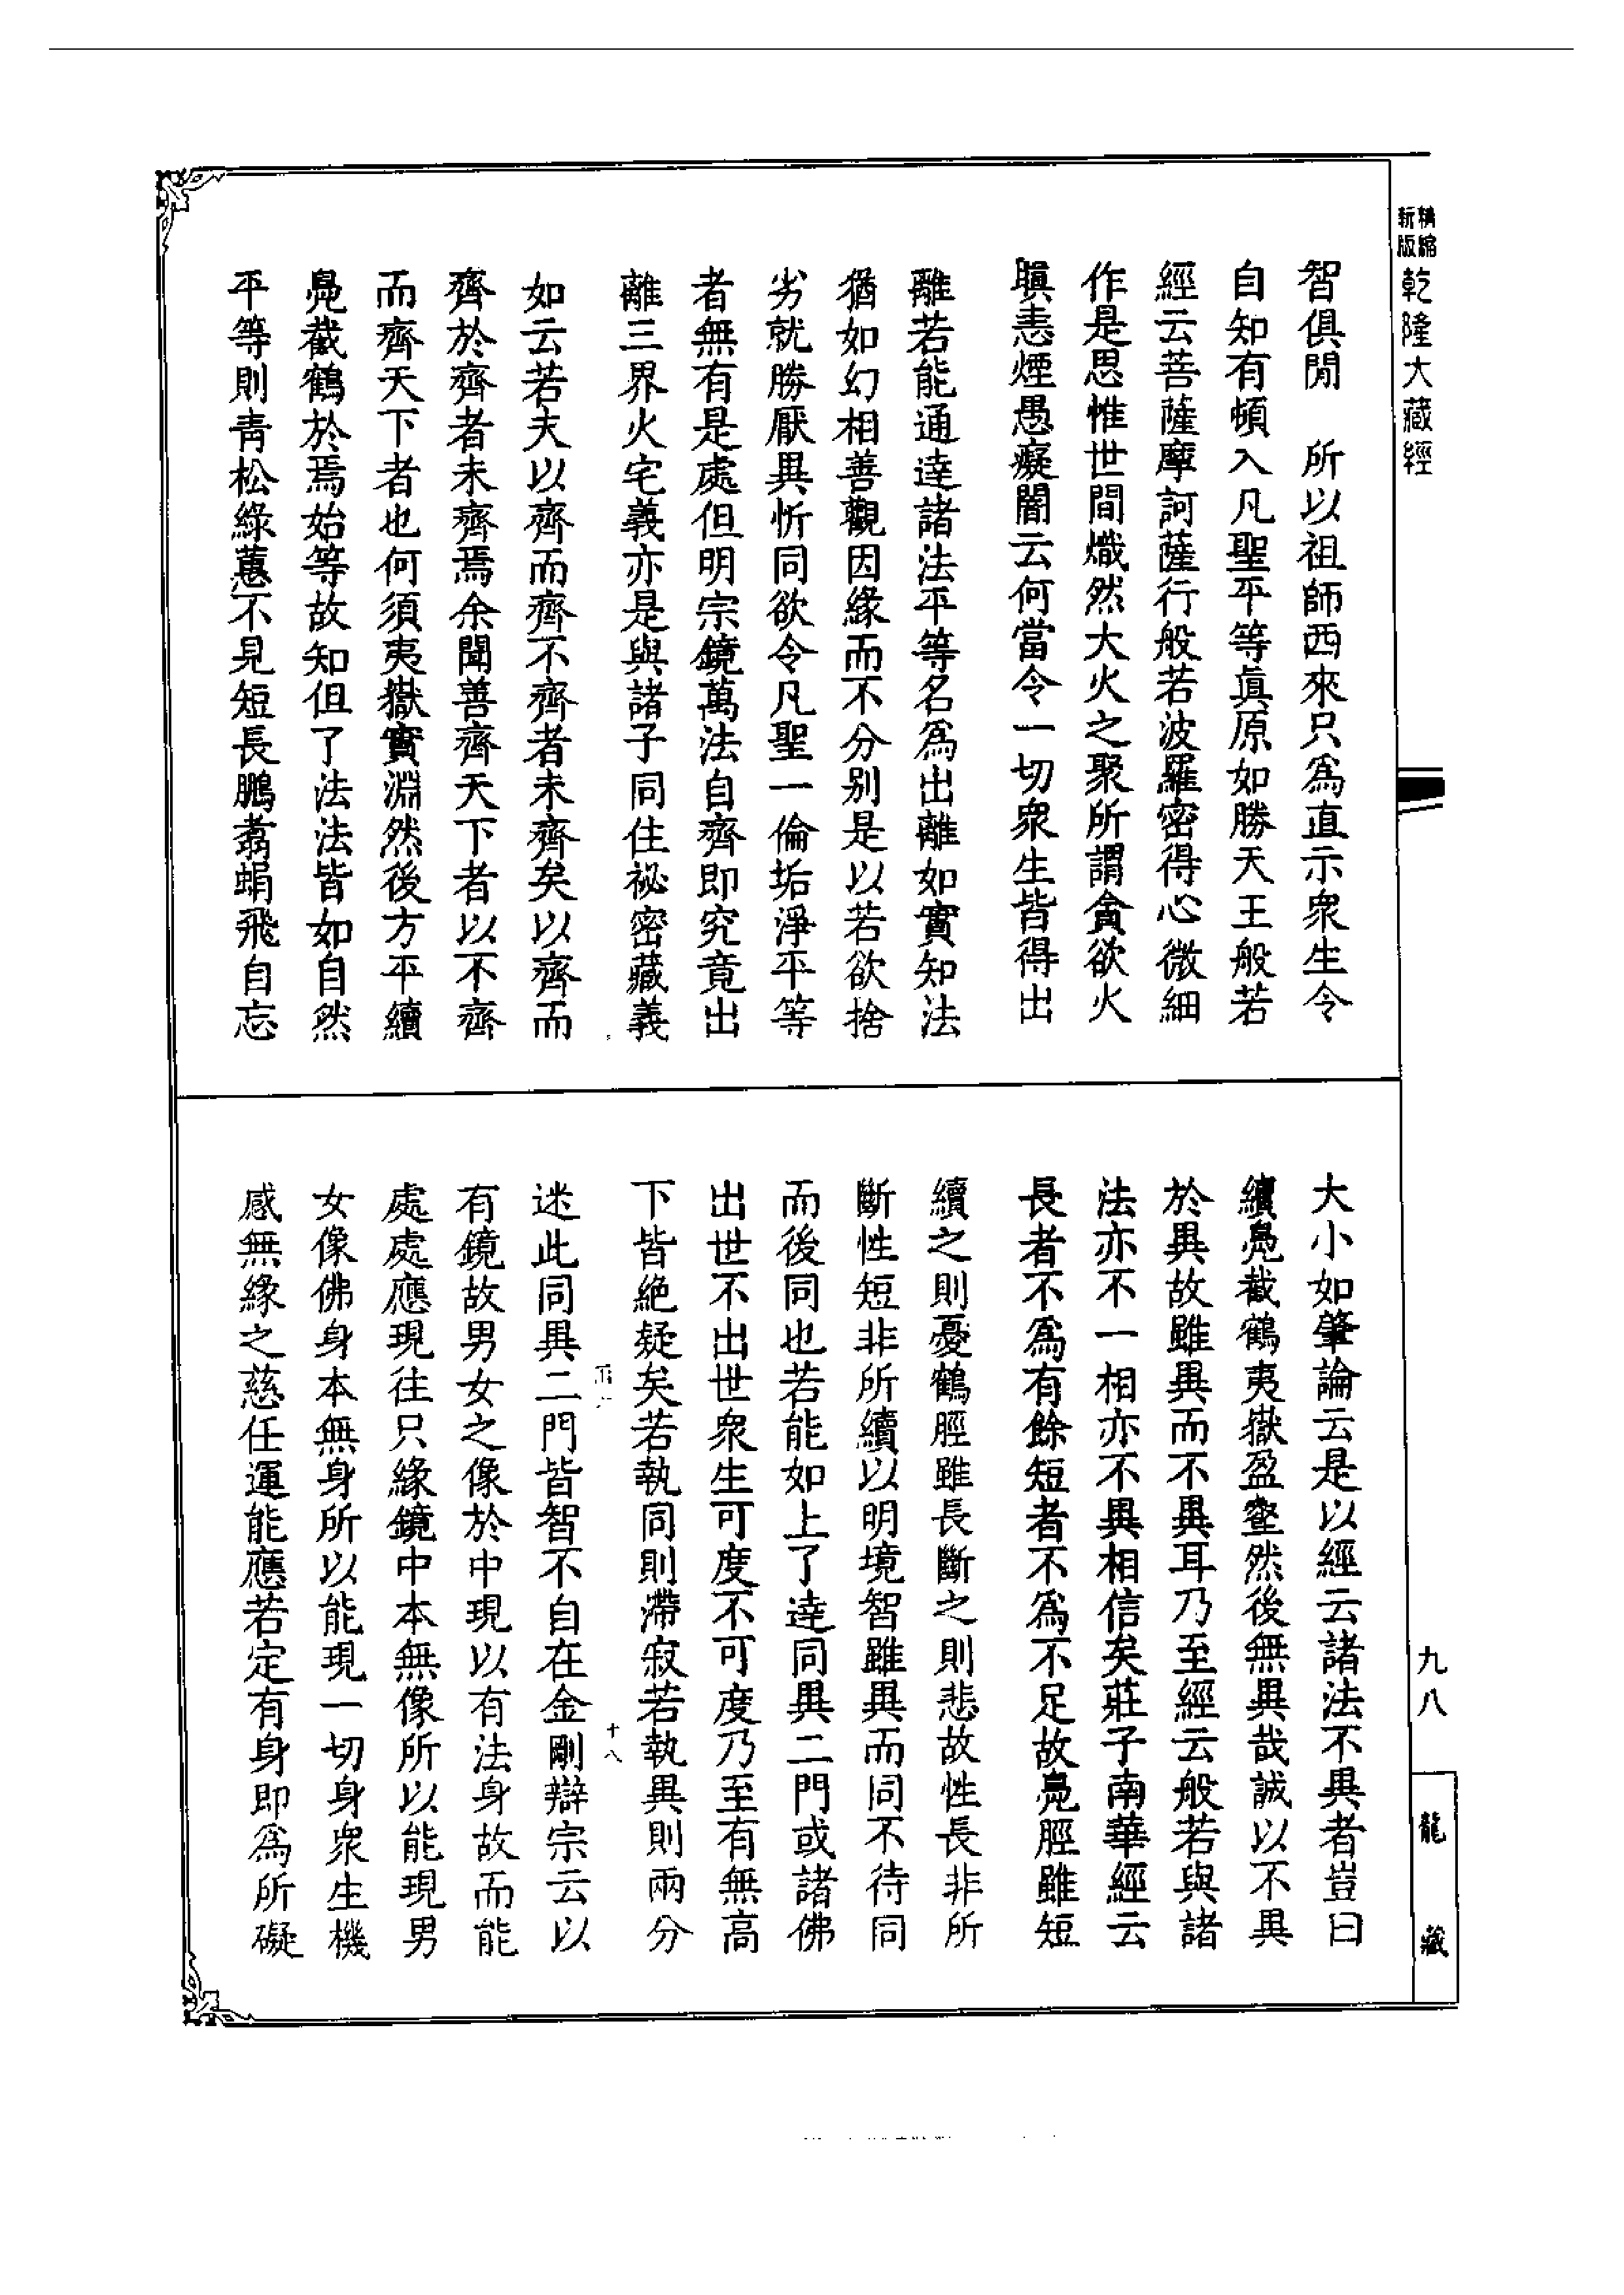 精縮新版 乾隆大藏經
智俱閒　所以祖師西來只爲直示衆生令
自知有頓入凡聖平等眞原如勝天王般若
經云菩薩摩訶薩行般若波羅密得心微細
作是思惟世間熾然大火之聚所謂貪欲火
瞋恚煙愚癡闇云何當令一切衆生皆得出
離若能通達諸法平等名爲出離如實知法
猶如幻相善觀因緣而不分别是以若欲捨
劣就勝厭異忻同欲令凡聖一倫垢淨平等
者無有是處但明宗鏡萬法自齊即究竟出
離三界火宅義亦是與諸子同住祕密藏義
如云若夫以齊而齊不齊者未齊矣以齊而
齊於齊者未齊焉余聞善齊天下者以不齊
而齊天下者也何須夷嶽實淵然後方平續
鳧截鶴於焉始等故知但了法法皆如自然
平等則青松綠蕙不見短長鵬翥蜎飛自忘
大小如肇論云是以經云諸法不異者豈曰
續鳧截鶴夷嶽盈壑然後無異哉誠以不異
於異故雖異而不異耳乃至經云般若與諸
法亦不一相亦不異相信矣莊子南華經云
長者不爲有餘短者不爲不足故鳧脛雖短
續之則憂鶴脛雖長斷之則悲故性長非所
斷性短非所續以明境智雖異而同不待同
而後同也若能如上了達同異二門或諸佛
出世不出世衆生可度不可度乃至有無高
下皆絕疑矣若執同則滯寂若執異則兩分
十八
迷此同異二門皆智不自在金剛辯宗云以
有鏡故男女之像於中現以有法身故而能
處處應現往只緣鏡中本無像所以能現男
女像佛身本無身所以能現一切身衆生機
感無緣之慈任運能應若定有身即爲所礙
九八
龍藏